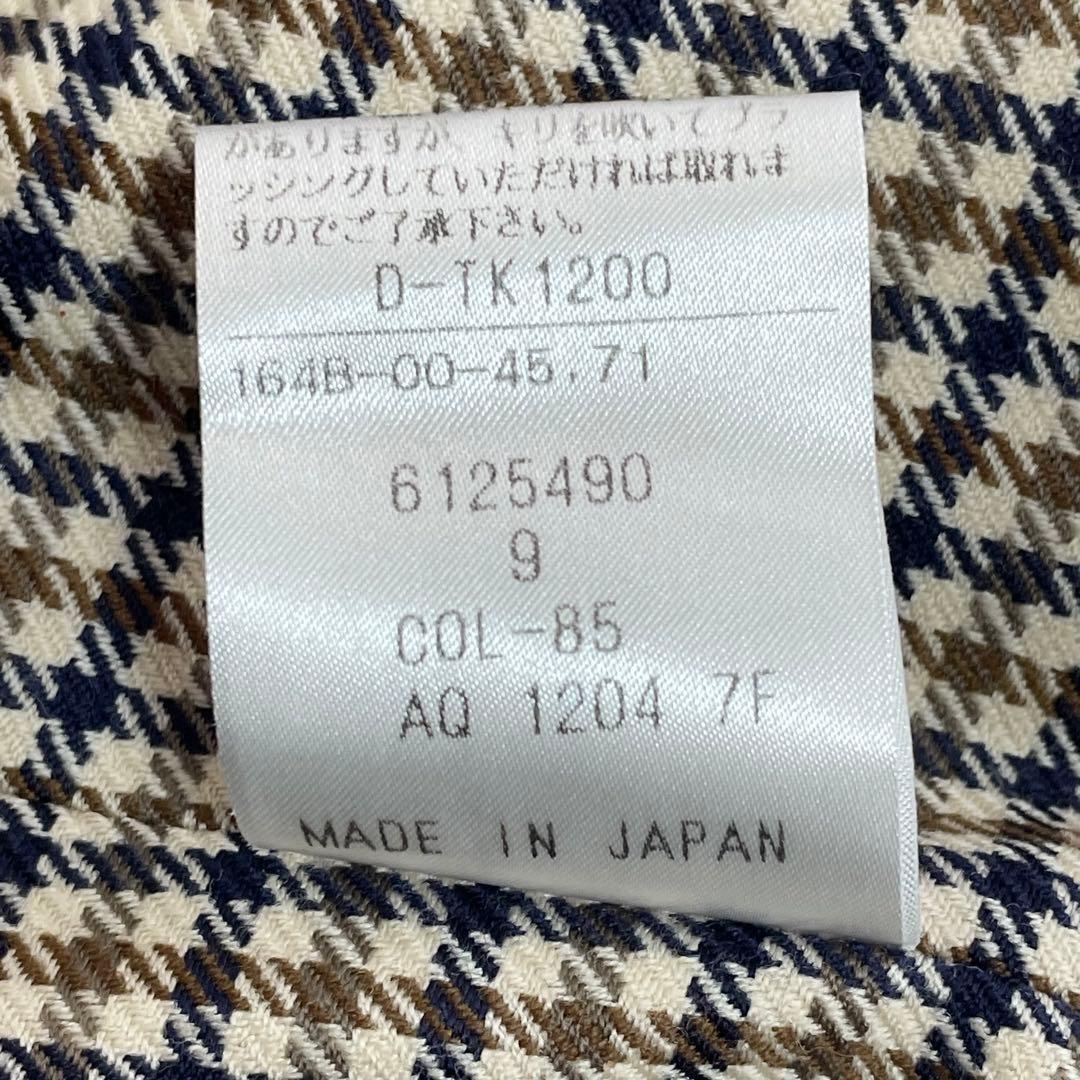 がありますが、キリを吹いてブラ
ッシングしていただければ取れま
すのでご了承下さい。
D-TK1200
164B-00-45.71
6125490
9
COL-85
AQ 1204 7F
MADE IN JAPAN